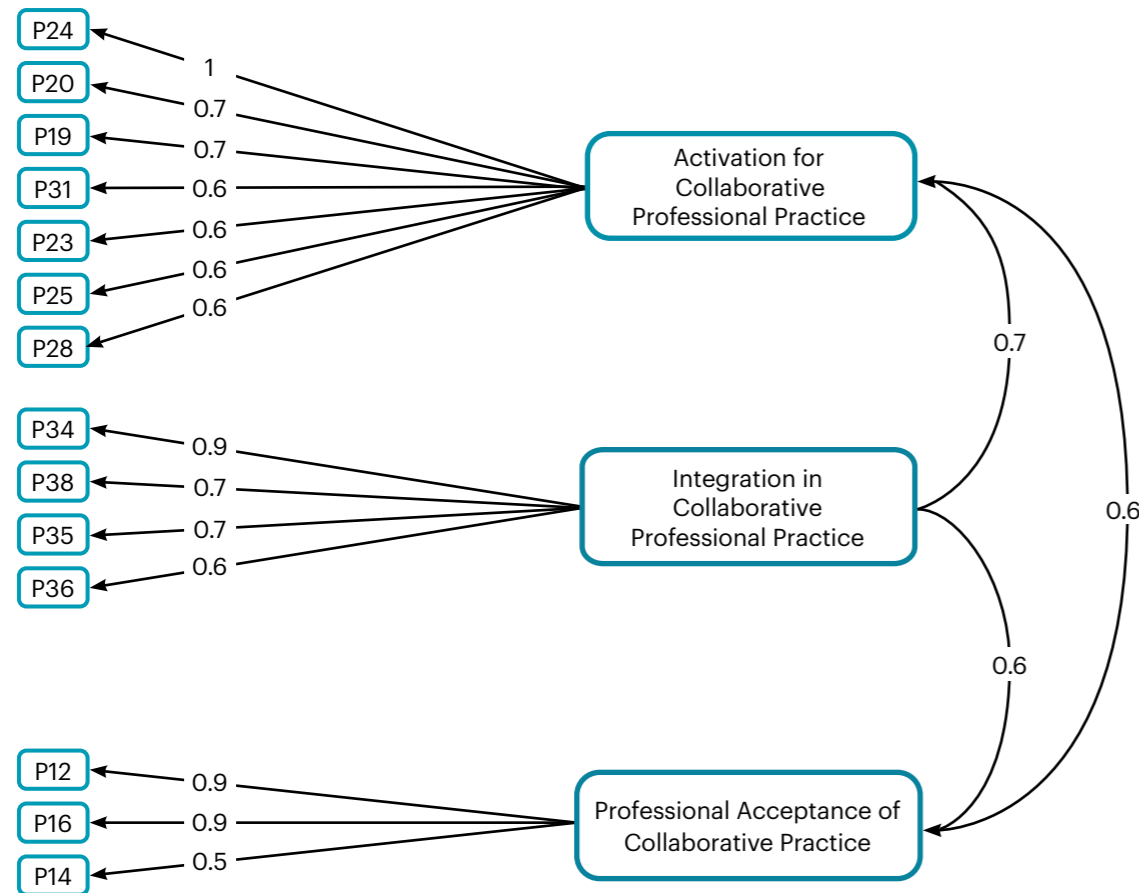 P24
1
P20
0.7
P19
0.7
P31
0.6
P23
0.6
P25
0.6
P28
0.6
Activation for
Collaborative
Professional Practice
0.7
P34
0.9
P38
0.7
P35
0.7
P36
0.6
Integration in
Collaborative
Professional Practice
0.6
0.6
P12
0.9
P16
0.9
P14
0.5
Professional Acceptance of
Collaborative Practice